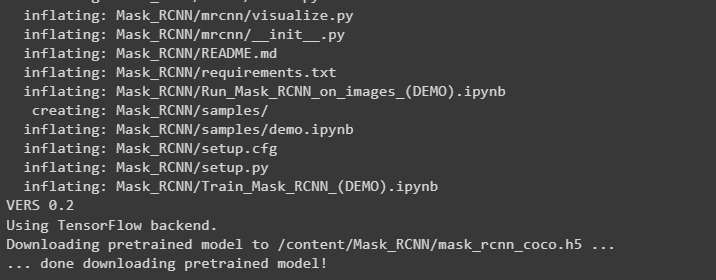 inflating: Mask_RCNN/mrcnn/visualize.py
inflating: Mask_RCNN/mrcnn/__init__.py
inflating: Mask_RCNN/README.md
inflating: Mask_RCNN/requirements.txt
inflating: Mask_RCNN/Run_Mask_RCNN_on_images_(DEMO).ipynb
creating: Mask_RCNN/samples/
inflating: Mask_RCNN/samples/demo.ipynb
inflating: Mask_RCNN/setup.cfg
inflating: Mask_RCNN/setup.py
inflating: Mask_RCNN/Train_Mask_RCNN_(DEMO).ipynb
VERS 0.2
Using TensorFlow backend.
Downloading pretrained model to /content/Mask_RCNN/mask_rcnn_coco.h5 ...
... done downloading pretrained model!